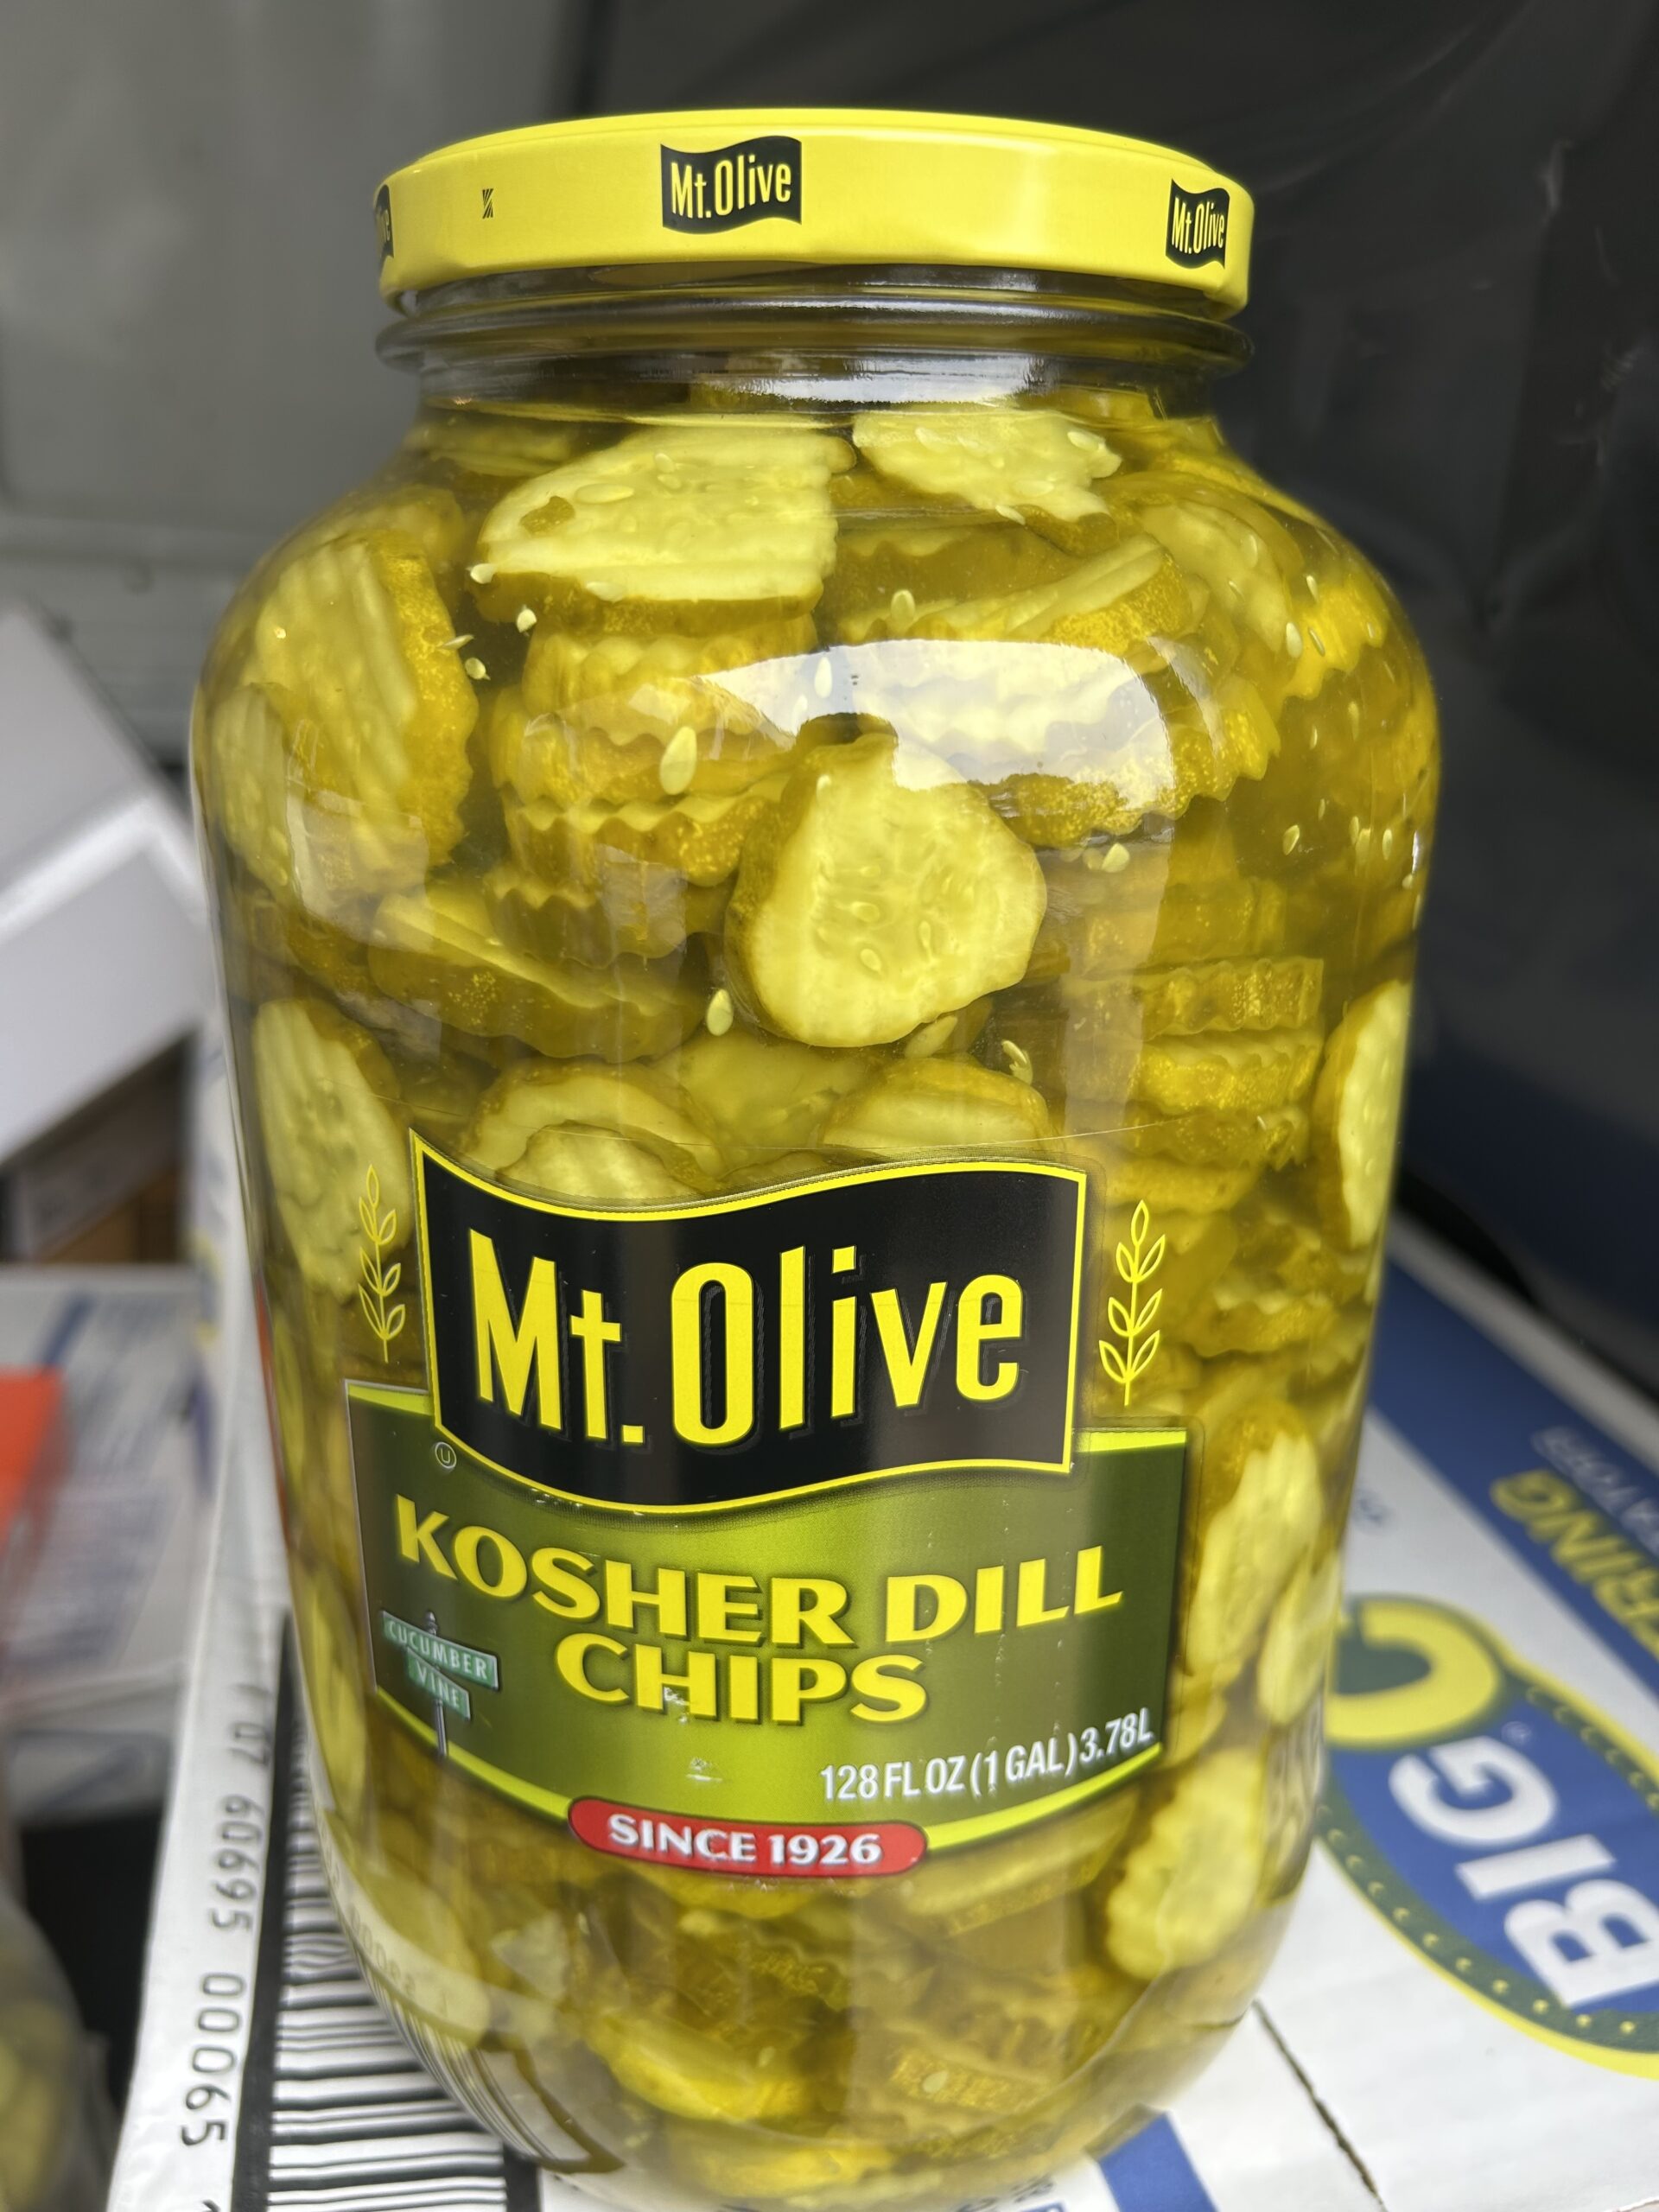 Mt.Olive
Mt.Olive
Mt. Olive
U
KOSHER DILL
CHIPS
CUCUMBER
VINE
128 FL OZ (1 GAL) 3.78L
SINCE 1926
BIG
C